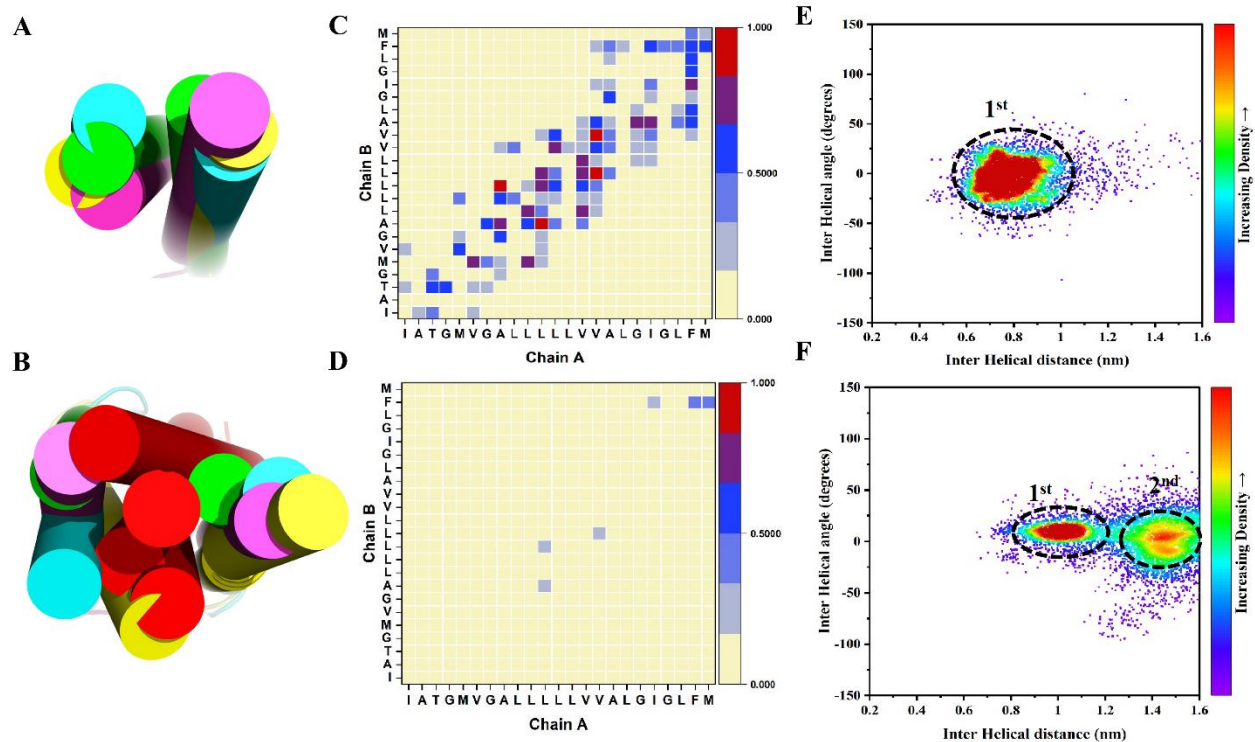 A
B
C
M
F
L
G
I
G
L
A
V
V
L
L
L
L
L
A
G
V
M
G
T
A
I
Chain B
I A T G M V G A L L L L L V V A L G I G L F M
Chain A
1.000
0.5000
0.000
D
M
F
L
G
I
G
L
A
V
V
L
L
L
L
L
A
G
V
M
G
T
A
I
Chain B
I A T G M V G A L L L L L V V A L G I G L F M
Chain A
1.000
0.5000
0.000
E
150
100
50
0
-50
-100
-150
Inter Helical angle (degrees)
1st
0.2 0.4 0.6 0.8 1 1.2 1.4 1.6
Inter Helical distance (nm)
Increasing Density →
F
150
100
50
0
-50
-100
-150
Inter Helical angle (degrees)
1st
2nd
0.2 0.4 0.6 0.8 1 1.2 1.4 1.6
Inter Helical distance (nm)
Increasing Density →